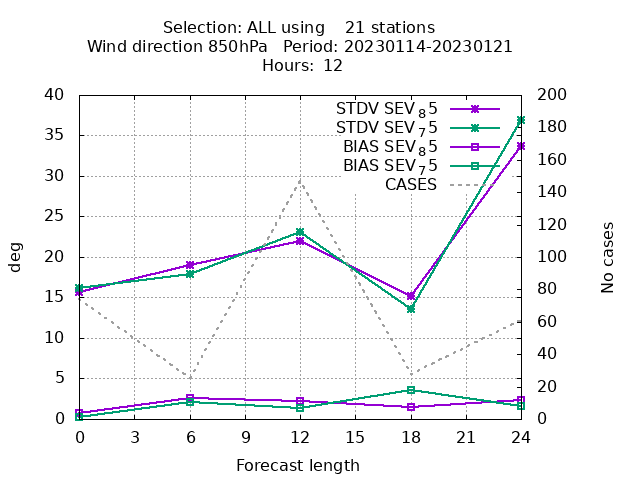 Selection: ALL using    21 stations
Wind direction 850hPa   Period: 20230114-20230121
Hours:  12
40 200
35 180
30 160
25 140
20 120
15 100
10 80
5 60
0 40
20
0
STDV SEV₈5
STDV SEV₇5
BIAS SEV₈5
BIAS SEV₇5
CASES
deg
No cases
0 3 6 9 12 15 18 21 24
Forecast length